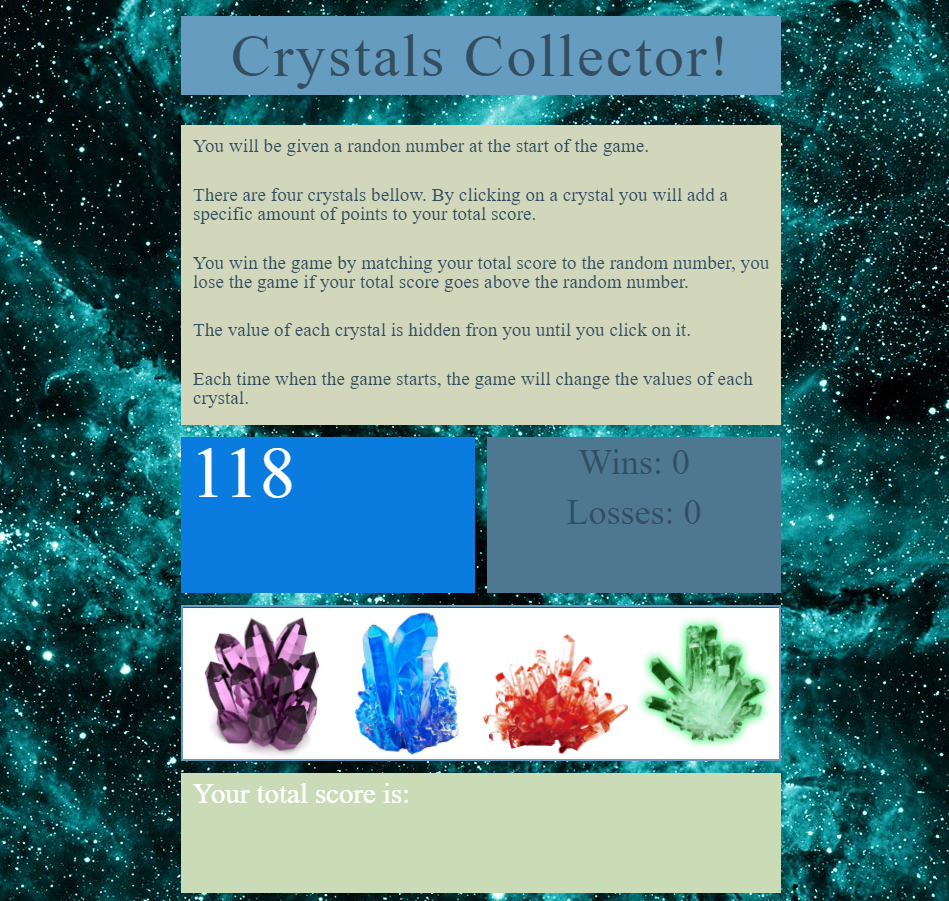 Crystals Collector!
You will be given a randon number at the start of the game.
There are four crystals bellow. By clicking on a crystal you will add a
specific amount of points to your total score.
You win the game by matching your total score to the random number, you
lose the game if your total score goes above the random number.
The value of each crystal is hidden fron you until you click on it.
Each time when the game starts, the game will change the values of each
crystal.
118
Wins: 0
Losses: 0
Your total score is: